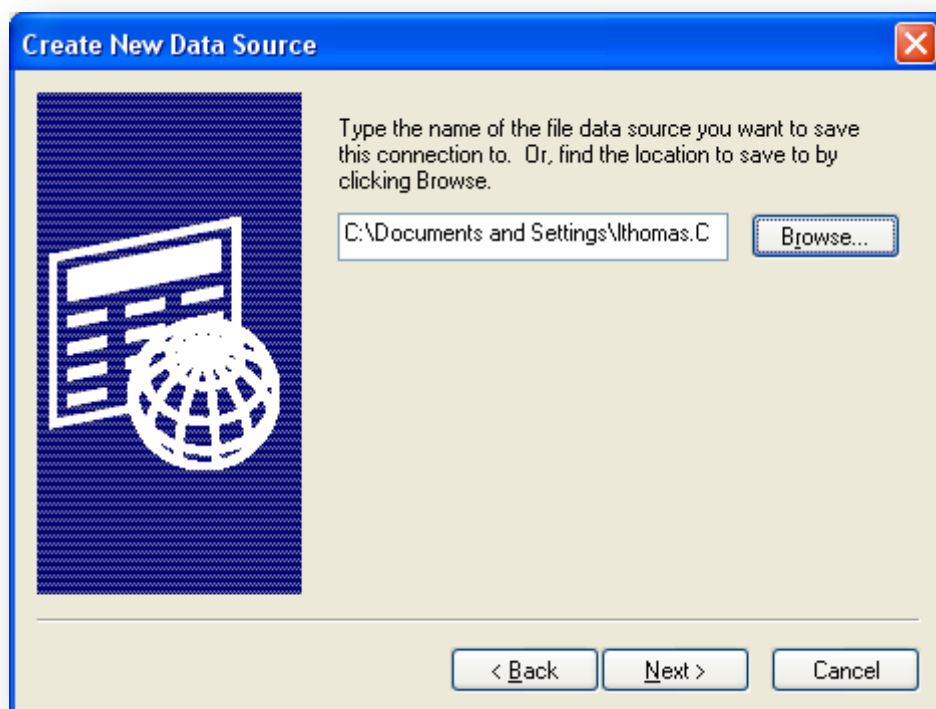 Create New Data Source
Type the name of the file data source you want to save
this connection to.  Or, find the location to save to by
clicking Browse.
C:\Documents and Settings\lthomas.C
Browse...
< Back
Next >
Cancel